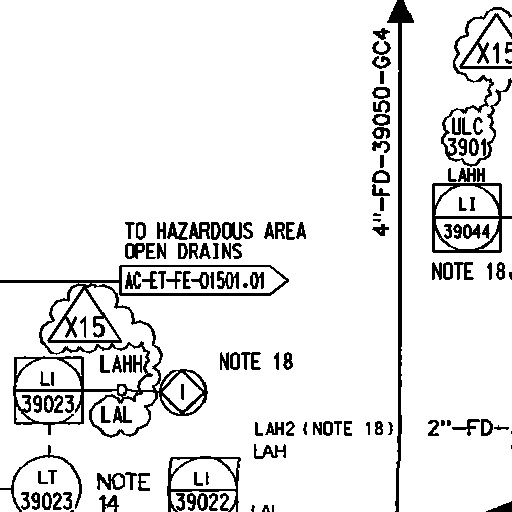 X15
4"-FD-39050-GC4
ULC
3901
LAHH
LI
39044
TO HAZARDOUS AREA
OPEN DRAINS
AC-ET-FE-01501.01
NOTE 18
X15
LAHH
NOTE 18
LI
39023
I
LAL
LAH2 (NOTE 18)
2"-FD-
LAH
LT
39023
NOTE
14
LI
39022
LAL